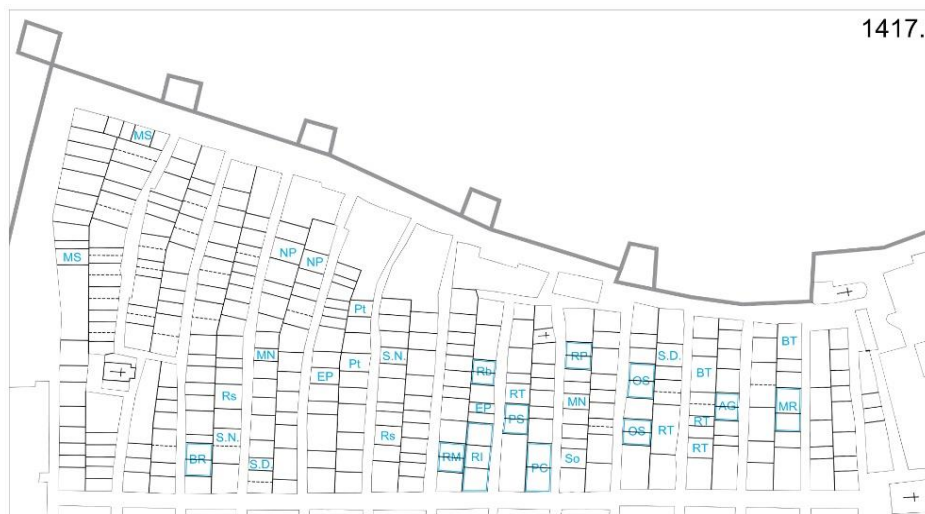 1417.
MS
MS
NP
NP
Pt
MN
S.N.
Pt
EP
Rs
S.N.
Rs
BR
S.D.
Rb
RT
EP
PS
RM
RI
PC
RP
MN
So
OS
S.D.
OS
RT
BT
RT
RT
AG
BT
MR